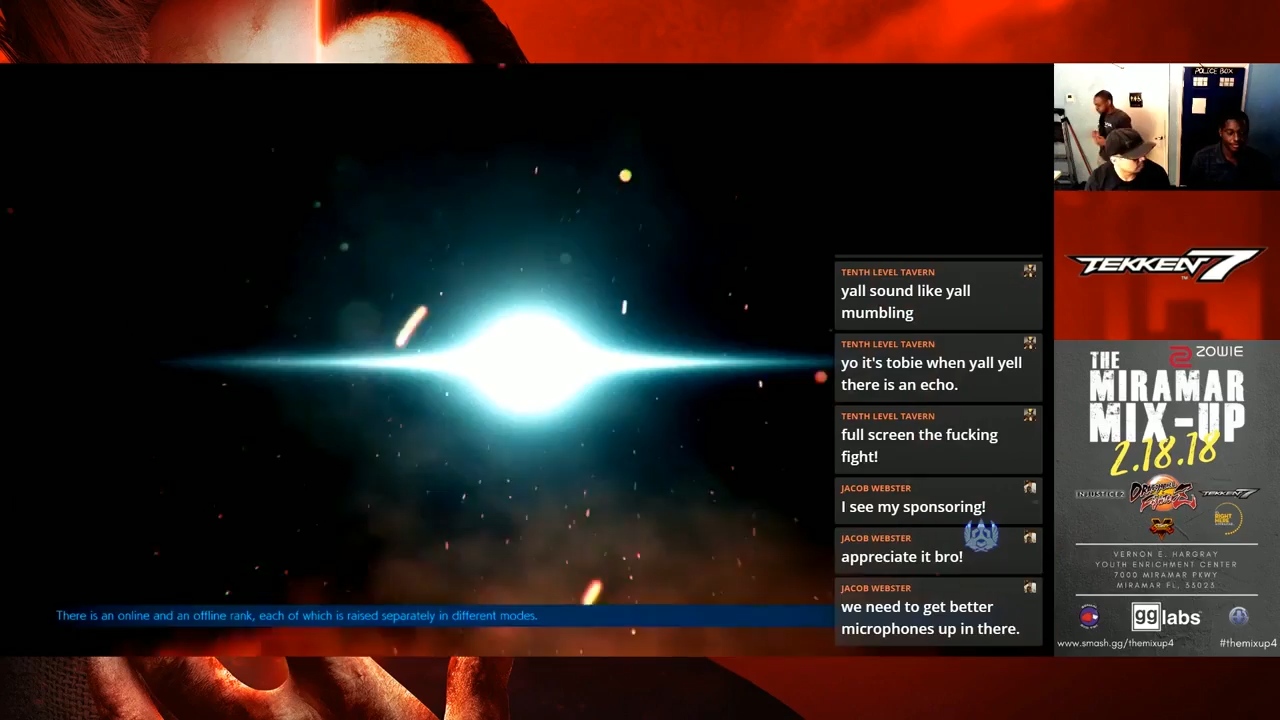 POLICE BOX
TENTH LEVEL TAVERN
yall sound like yall
mumbling
TENTH LEVEL TAVERN
yo it's tobie when yall yell
there is an echo.
TENTH LEVEL TAVERN
full screen the fucking
fight!
JACOB WEBSTER
I see my sponsoring!
JACOB WEBSTER
appreciate it bro!
JACOB WEBSTER
we need to get better
microphones up in there.
There is an online and an offline rank, each of which is raised separately in different modes.
TEKKEN 7
ZOWIE
THE
MIRAMAR
MIX-UP
2.18.18
INJUSTICE 2
TEKKEN 7
VERNON E. HARGRAY
YOUTH ENRICHMENT CENTER
7000 MIRAMAR PKWY
MIRAMAR FL, 33023
gglabs
www.smash.gg/themixup4
#themixup4